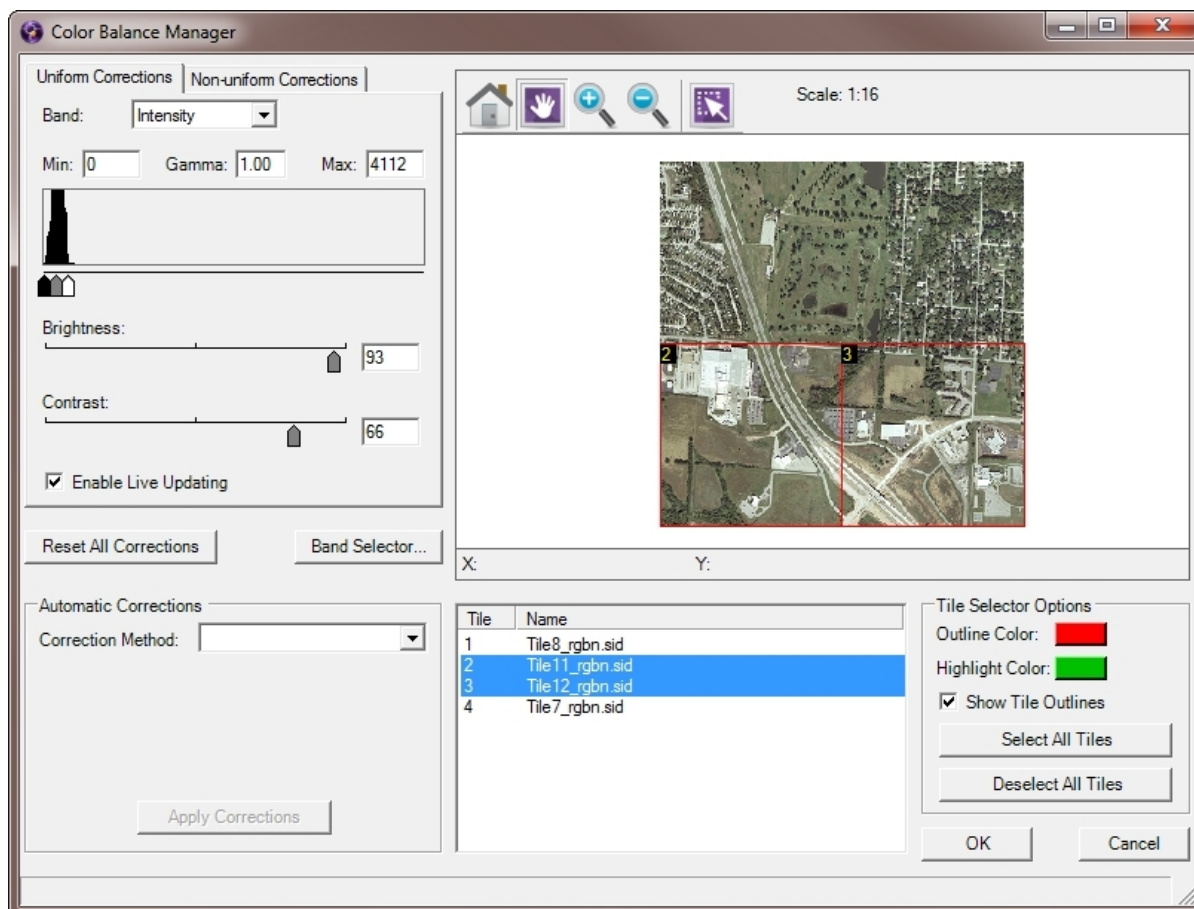 Color Balance Manager
Uniform Corrections
Non-uniform Corrections
Band:
Intensity
Min: 0
Gamma: 1.00
Max: 4112
Brightness:
93
Contrast:
66
Enable Live Updating
Reset All Corrections
Band Selector...
Scale: 1:16
2
3
X:
Y:
Automatic Corrections
Correction Method:
Apply Corrections
Tile Name
1 Tile8_rgbn.sid
2 Tile11_rgbn.sid
3 Tile12_rgbn.sid
4 Tile7_rgbn.sid
Tile Selector Options
Outline Color:
Highlight Color:
Show Tile Outlines
Select All Tiles
Deselect All Tiles
OK
Cancel